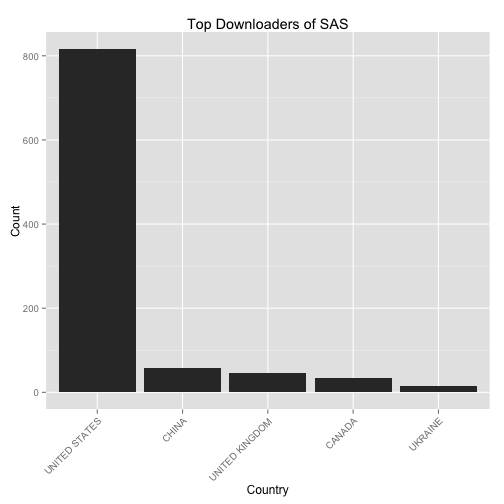 Top Downloaders of SAS
Count
800
600
400
200
0
UNITED STATES
CHINA
UNITED KINGDOM
CANADA
UKRAINE
Country